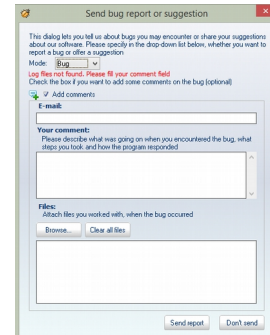 Send bug report or suggestion
This dialog lets you tell us about bugs you may encounter or share your suggestions
about our software. Please specify in the drop-down list below, whether you want to
report a bug or offer a suggestion
Mode: Bug
Log files not found. Please fill your comment field
Check the box if you want to add some comments on the bug (optional)
Add comments
E-mail:
Your comment:
Please describe what was going on when you encountered the bug, what
steps you took and how the program responded
Files:
Attach files you worked with, when the bug occurred
Browse... Clear all files
Send report Don't send